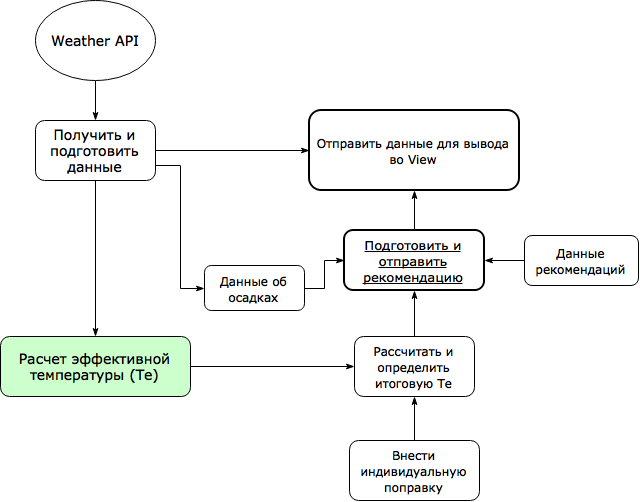 Weather API
Получить и
подготовить
данные
Отправить данные для вывода
во View
Подготовить и
отправить
рекомендацию
Данные
рекомендаций
Данные об
осадках
Расчет эффективной
температуры (Te)
Рассчитать и
определить
итоговую Te
Внести
индивидуальную
поправку